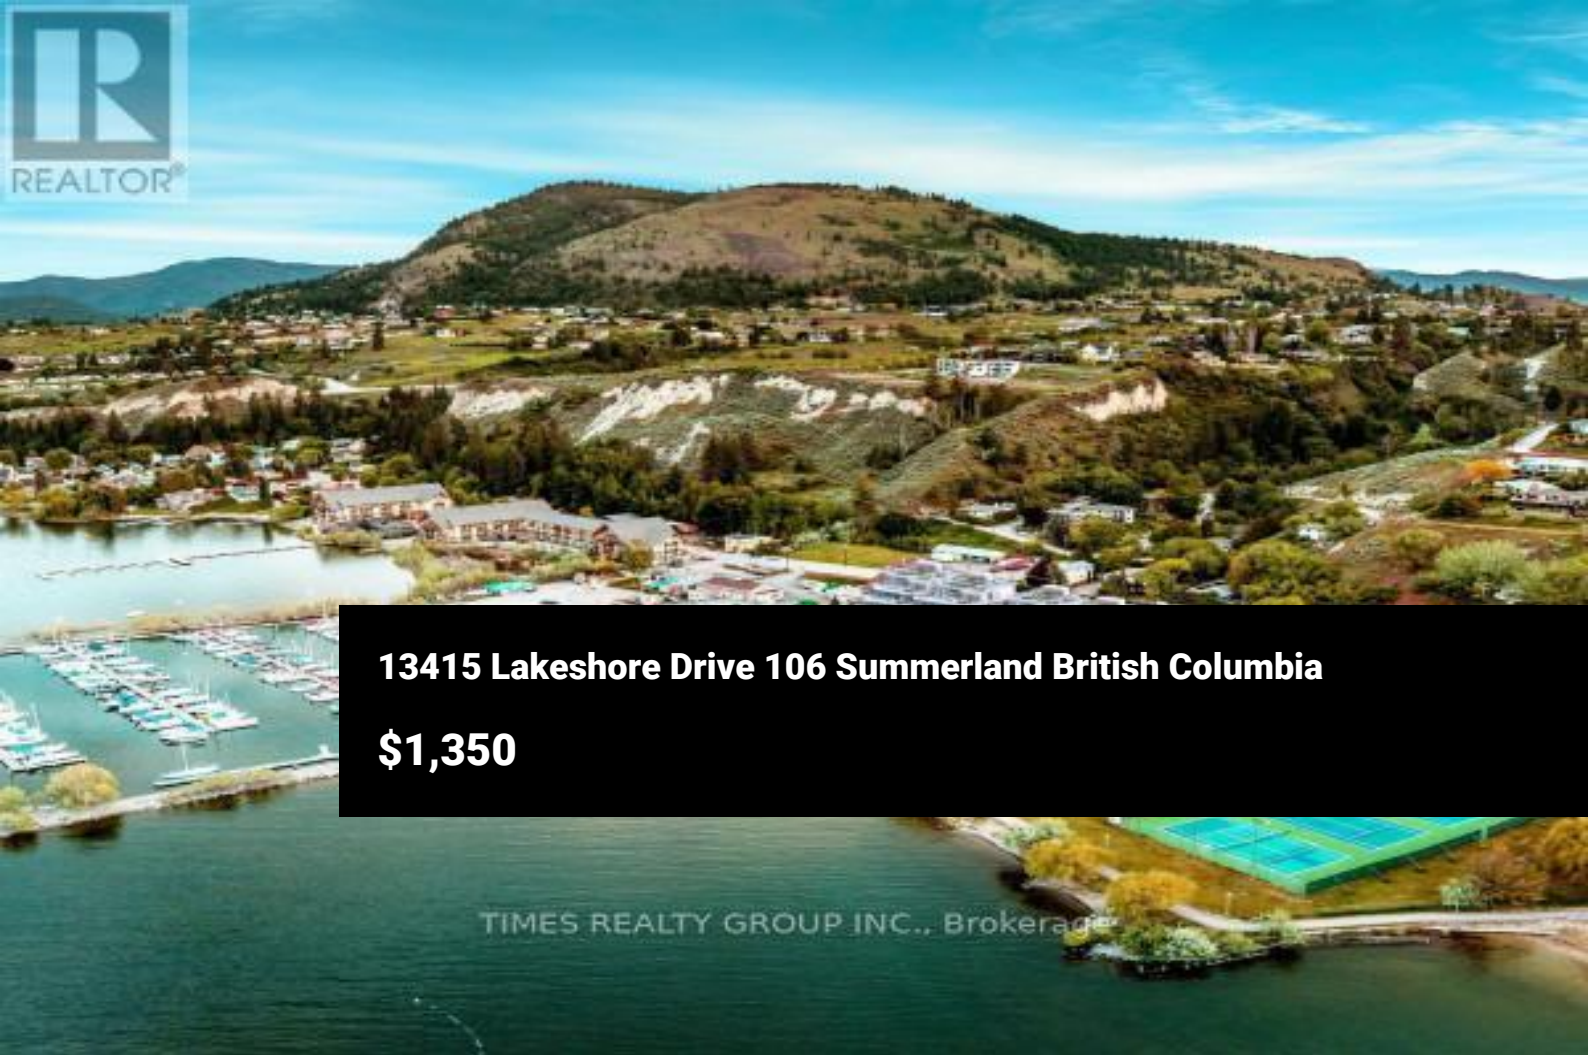 REALTOR®
13415 Lakeshore Drive 106 Summerland British Columbia
$1,350
TIMES REALTY GROUP INC., Brokerage